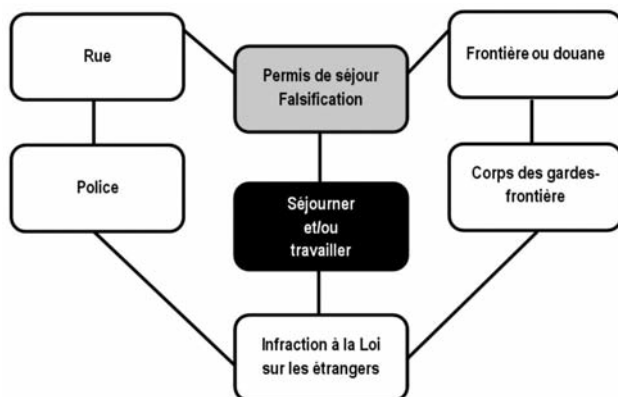 Rue
Permis de séjour
Falsification
Frontière ou douane
Police
Séjourner
et/ou
travailler
Corps des gardes-
frontière
Infraction à la Loi
sur les étrangers